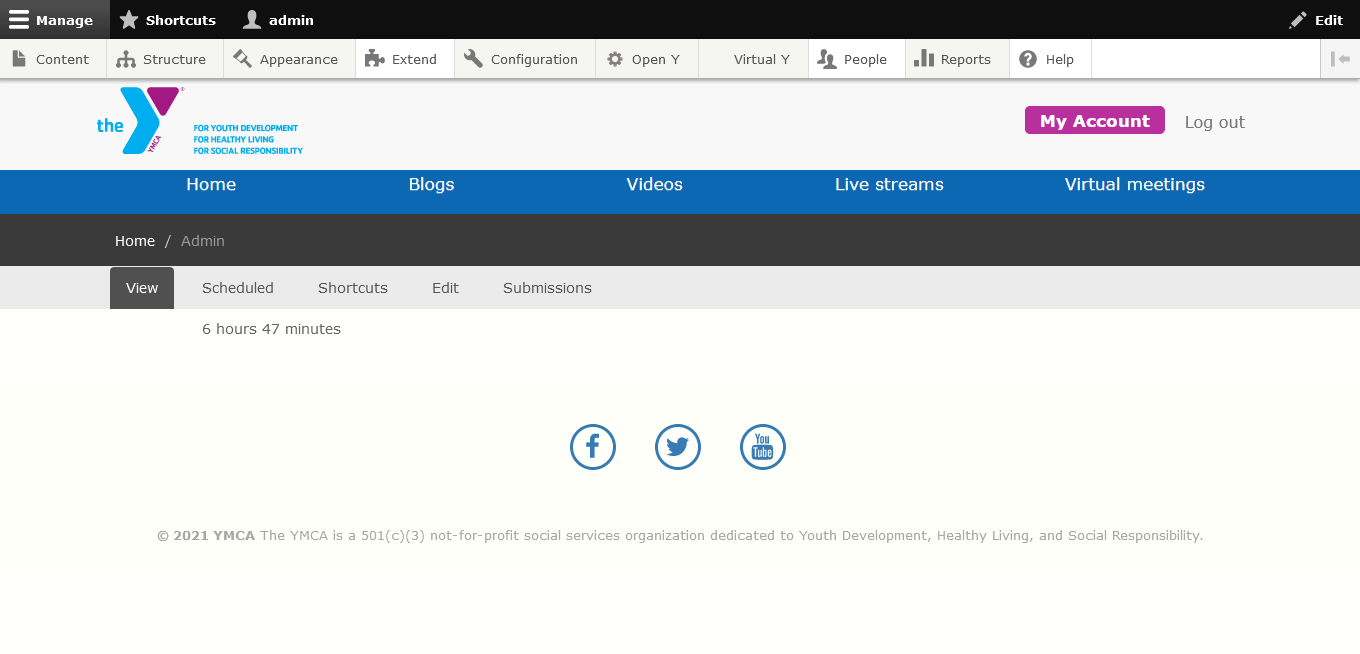 Manage Shortcuts admin Edit
Content Structure Appearance Extend Configuration Open Y Virtual Y People Reports Help
the YMCA ®
FOR YOUTH DEVELOPMENT
FOR HEALTHY LIVING
FOR SOCIAL RESPONSIBILITY
My Account Log out
Home Blogs Videos Live streams Virtual meetings
Home / Admin
View Scheduled Shortcuts Edit Submissions
6 hours 47 minutes
You
Tube
© 2021 YMCA The YMCA is a 501(c)(3) not-for-profit social services organization dedicated to Youth Development, Healthy Living, and Social Responsibility.